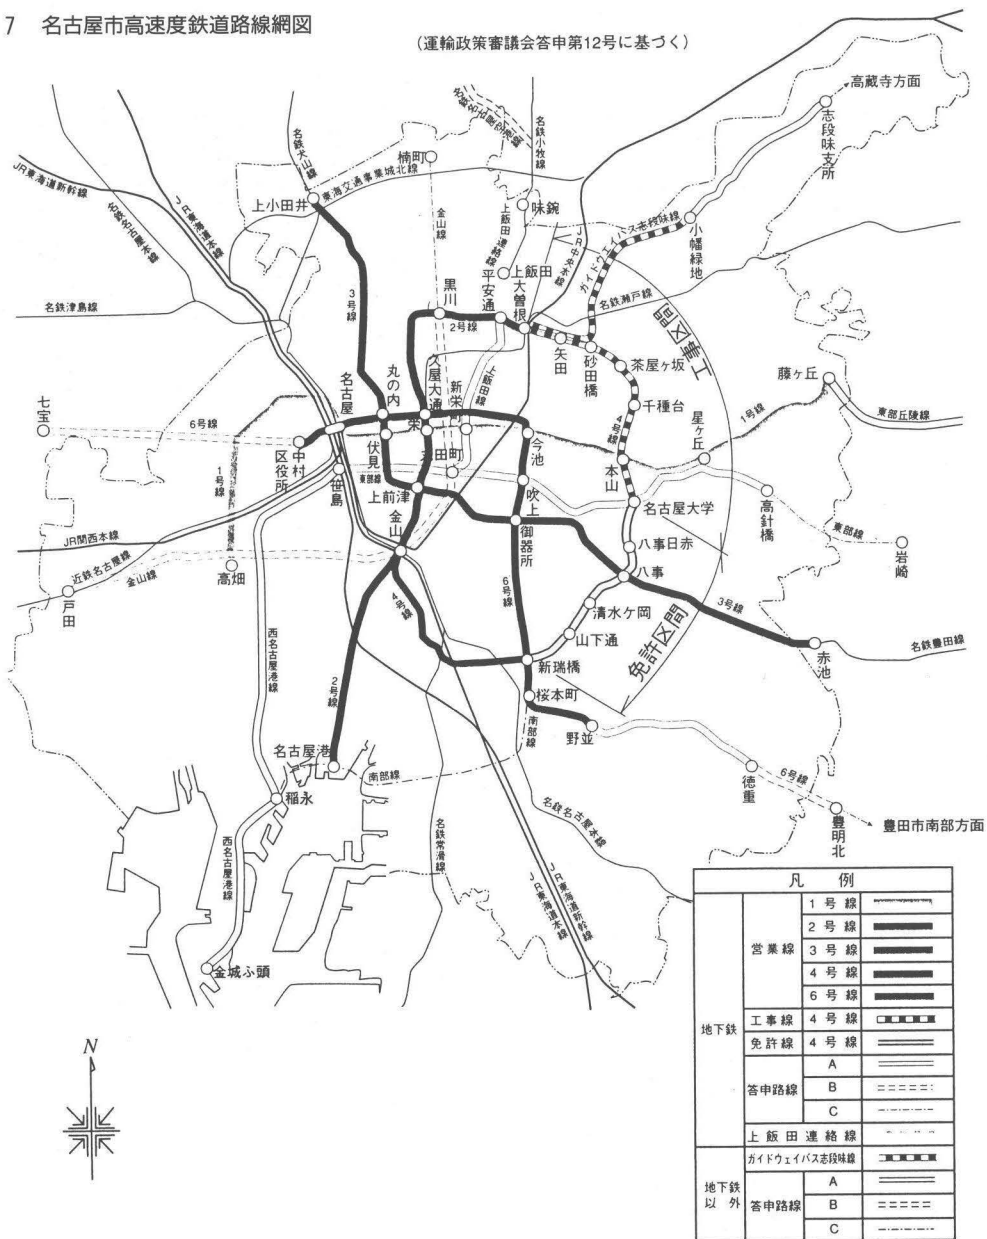 7 名古屋市高速度鉄道路線網図
(運輸政策審議会答申第12号に基づく)
高蔵寺方面
志段味支所
名鉄小牧線
名鉄犬山線
楠町
JR東海道新幹線
JR東海道本線
名鉄名古屋本線
東海交通事業城北線
上小田井
味鋺
金山線
上飯田連絡線
JR中央本線
ガイドウェイバス志段味線
小幡緑地
上飯田
3号線
黒川
平安通
大曽根
名鉄瀬戸線
名鉄津島線
2号線
工事区間
矢田
砂田橋
茶屋ヶ坂
藤ヶ丘
名古屋
丸の内
久屋大通
新栄町
上飯田線
七宝
千種台
星ヶ丘
1号線
東部丘陵線
6号線
栄
4号線
中村区役所
伏見
今池
本山
1号線
笹島
東部線
上前津
吹上
名古屋大学
高針橋
東部線
岩崎
JR関西本線
金山
御器所
八事日赤
近鉄名古屋線
金山線
高畑
八事
戸田
4号線
6号線
清水ケ岡
3号線
山下通
免許区間
名鉄豊田線
赤池
西名古屋港線
新瑞橋
2号線
桜本町
野並
南部線
名古屋港
南部線
徳重
6号線
稲永
豊明北
豊田市南部方面
西名古屋港線
名鉄常滑線
名鉄名古屋本線
JR東海道本線
JR東海道新幹線
金城ふ頭
N
凡 例
地下鉄
営業線
1号線
2号線
3号線
4号線
6号線
工事線 4号線
免許線 4号線
答申路線
A
B
C
上飯田連絡線
地下鉄以外
ガイドウェイバス志段味線
答申路線
A
B
C